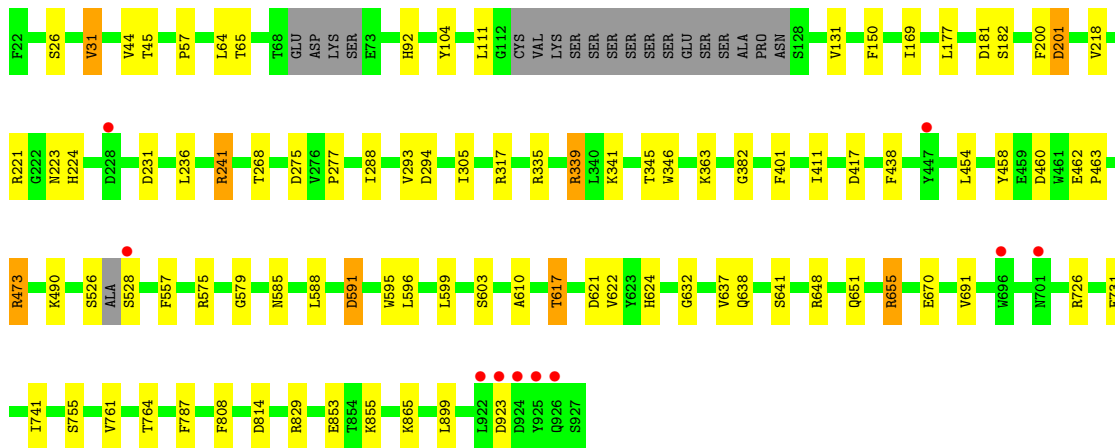 F22 S26 V31 V44 T45 P57 L64 T65 T68 GLU ASP LYS SER E73 H92 Y104 L111 G112 CYS VAL LYS SER SER SER SER SER SER GLU SER SER ALA PRO ASN S128 V131 F150 I169 L177 D181 S182 F200 D201 V218
R221 G222 N223 H224 D228 D231 L236 R241 T268 D275 V276 P277 I288 V293 D294 I305 R317 R335 R339 L340 K341 T345 W346 K363 G382 F401 I411 D417 F438 Y447 L454 Y458 E459 D460 W461 E462 P463
R473 K490 S526 ALA S528 F557 R575 G579 N585 L588 D591 W595 L596 L599 S603 A610 T617 D621 V622 Y623 H624 G632 V637 Q638 S641 R648 Q651 R655 E670 V691 W696 N701 R726
I741 S755 V761 T764 F787 F808 D814 R829 E853 T854 K855 K865 L899 L922 D923 D924 Y925 Q926 S927